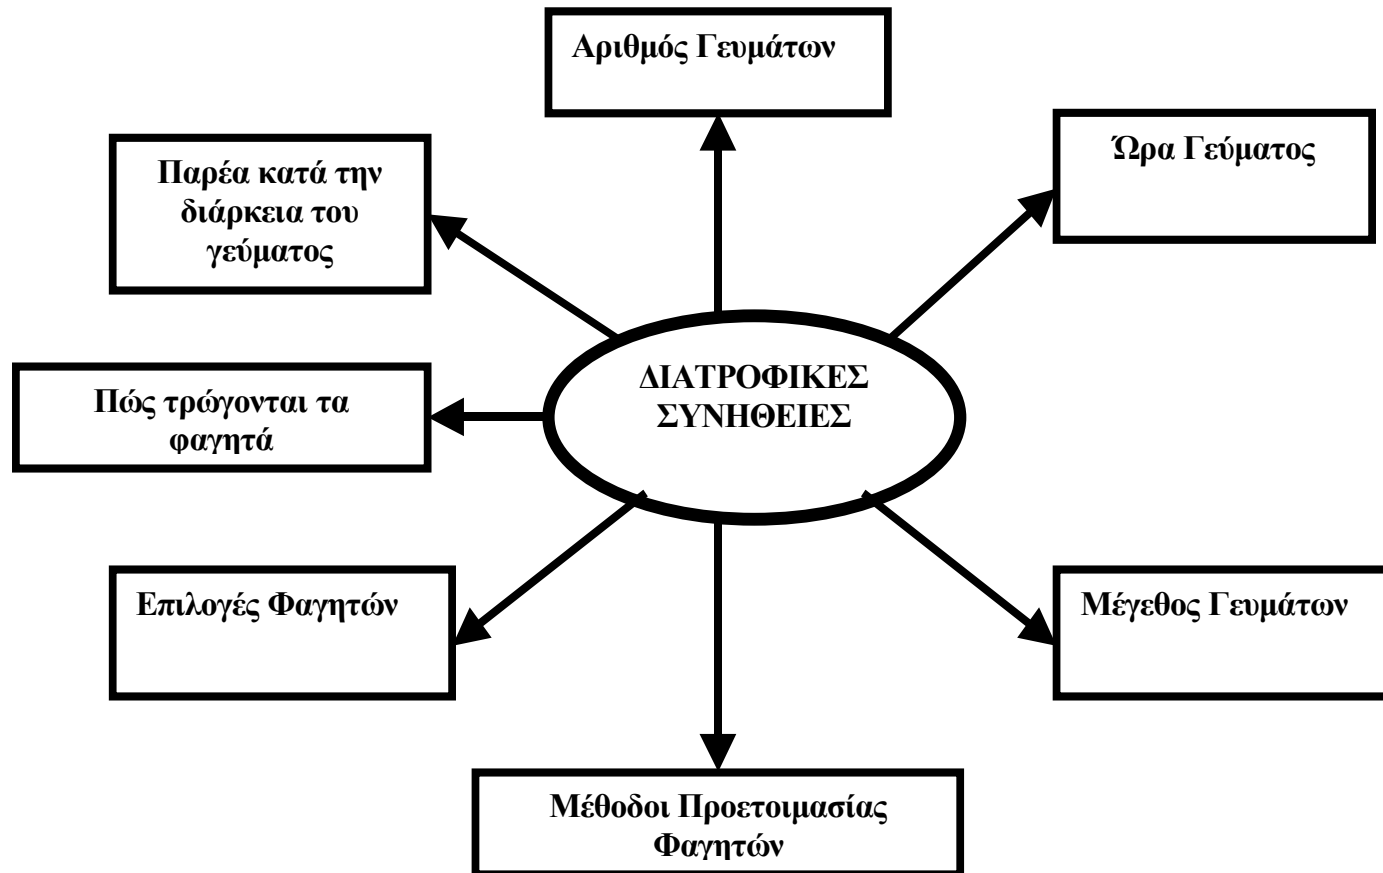 Αριθμός Γευμάτων
Ώρα Γεύματος
Παρέα κατά την
διάρκεια του
γεύματος
ΔΙΑΤΡΟΦΙΚΕΣ
ΣΥΝΗΘΕΙΕΣ
Πώς τρώγονται τα
φαγητά
Επιλογές Φαγητών
Μέγεθος Γευμάτων
Μέθοδοι Προετοιμασίας
Φαγητών